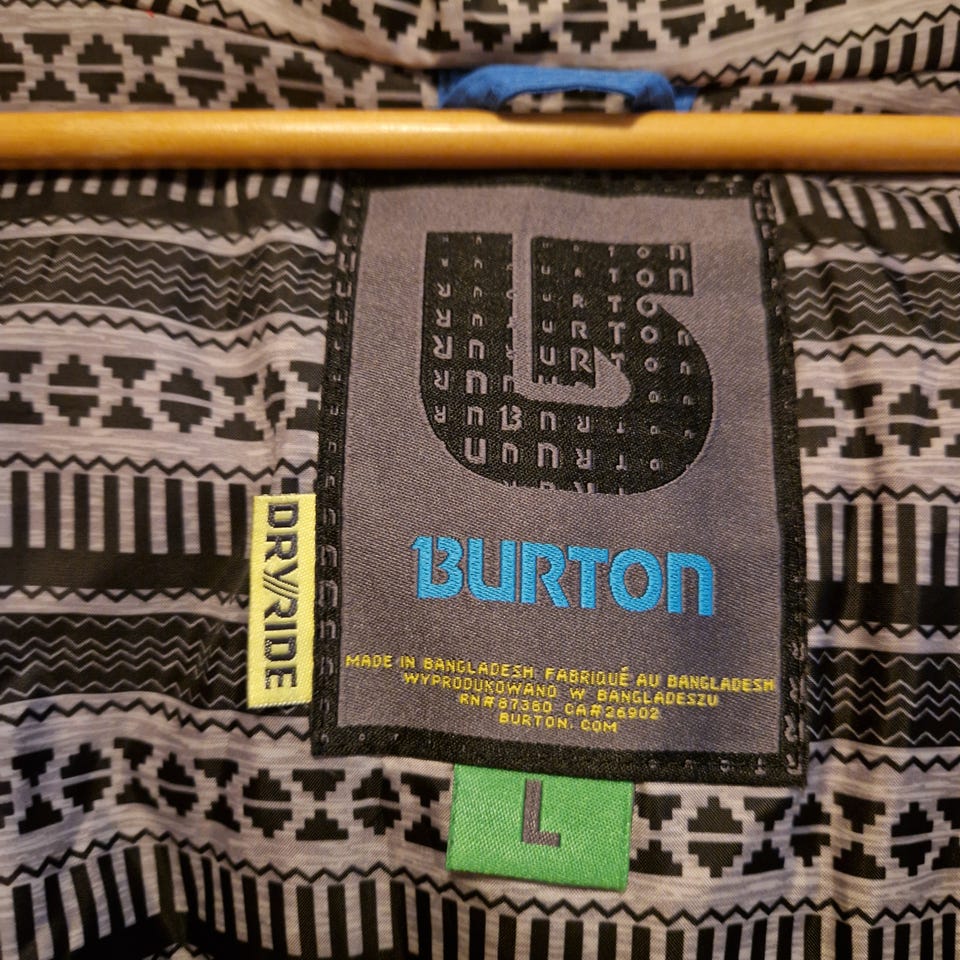 BURTON
DRY//RIDE
MADE IN BANGLADESH FABRIQUÉ AU BANGLADESH
WYPRODUKOWANO W BANGLADESZU
RN# 87360 CA#26902
BURTON.COM
L